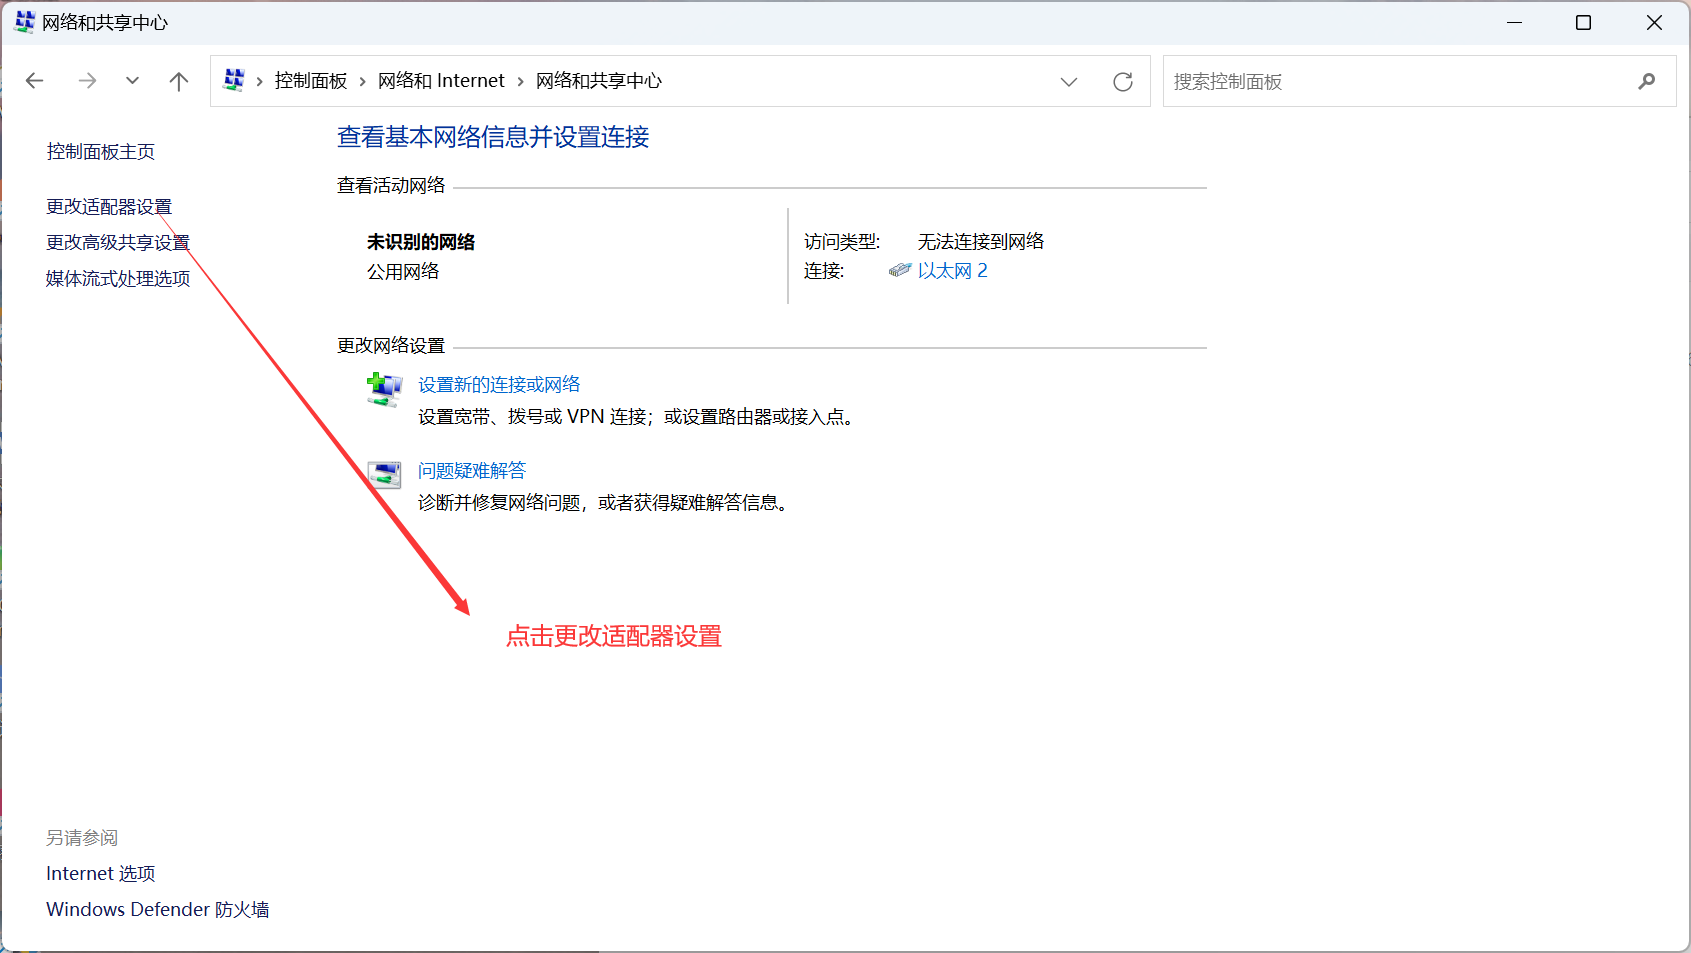 网络和共享中心
控制面板 › 网络和 Internet › 网络和共享中心
搜索控制面板
控制面板主页
更改适配器设置
更改高级共享设置
媒体流式处理选项
查看基本网络信息并设置连接
查看活动网络
未识别的网络
公用网络
访问类型: 无法连接到网络
连接: 以太网 2
更改网络设置
设置新的连接或网络
设置宽带、拨号或 VPN 连接；或设置路由器或接入点。
问题疑难解答
诊断并修复网络问题，或者获得疑难解答信息。
点击更改适配器设置
另请参阅
Internet 选项
Windows Defender 防火墙